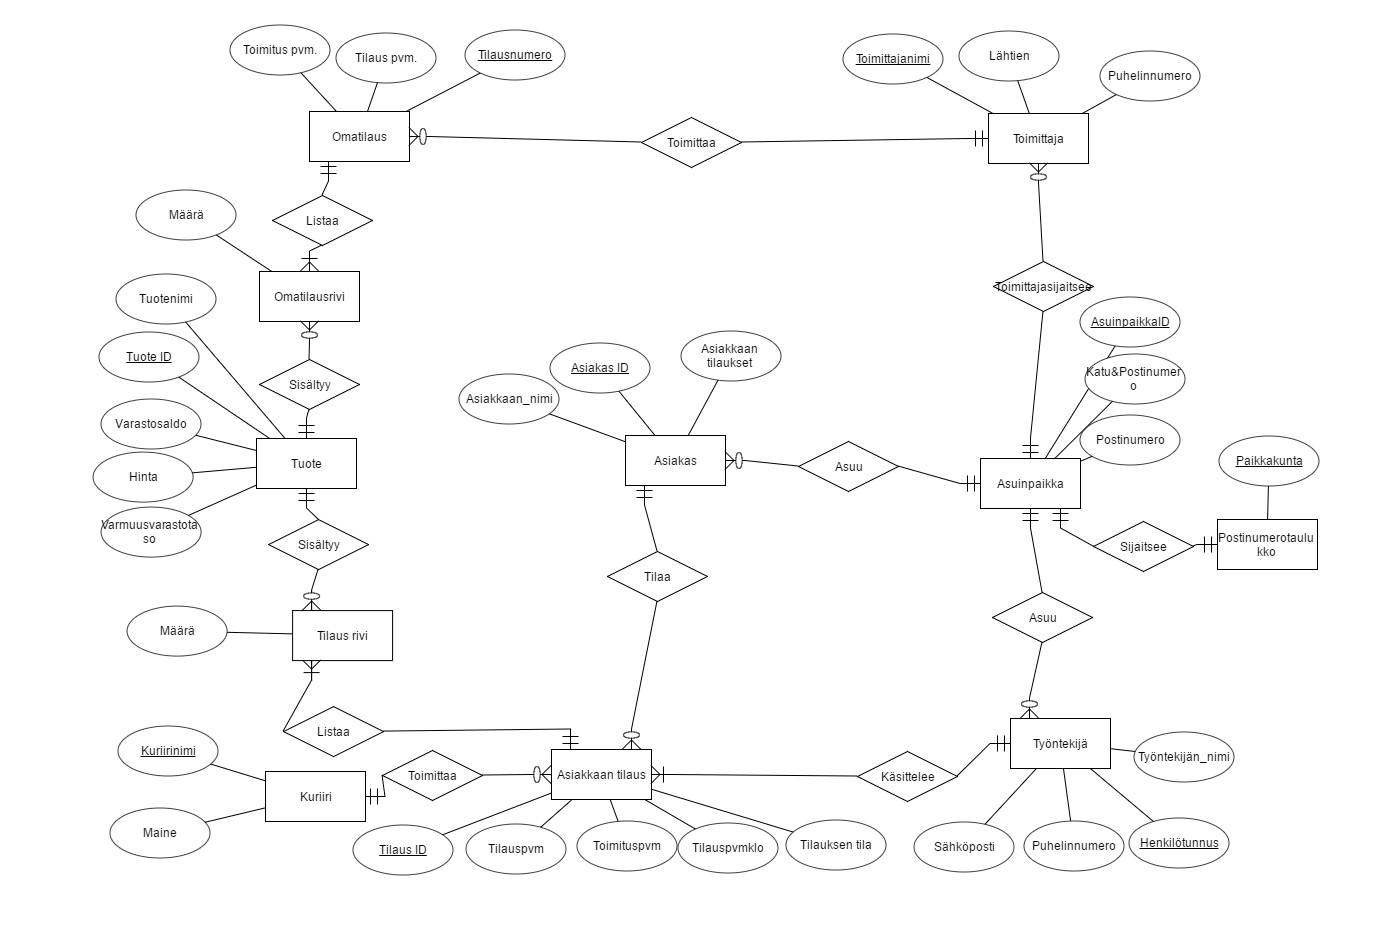 Toimitus pvm.
Tilaus pvm.
Tilausnumero
Toimittajanimi
Lähtien
Puhelinnumero
Omatilaus
Toimittaa
Toimittaja
Määrä
Listaa
Omatilausrivi
Toimittajasijaitsee
Tuotenimi
Tuote ID
Sisältyy
Varastosaldo
Hinta
Varmuusvarastota
so
Tuote
Asiakkaan_nimi
Asiakas ID
Asiakkaan
tilaukset
Asiakas
Asuu
AsuinpaikkaID
Katu&Postinumer
o
Postinumero
Asuinpaikka
Paikkakunta
Sijaitsee
Postinumerotaulu
kko
Sisältyy
Tilaa
Asuu
Määrä
Tilaus rivi
Listaa
Kuriirinimi
Kuriiri
Maine
Toimittaa
Asiakkaan tilaus
Käsittelee
Työntekijä
Työntekijän_nimi
Tilaus ID
Tilauspvm
Toimituspvm
Tilauspvmklo
Tilauksen tila
Sähköposti
Puhelinnumero
Henkilötunnus